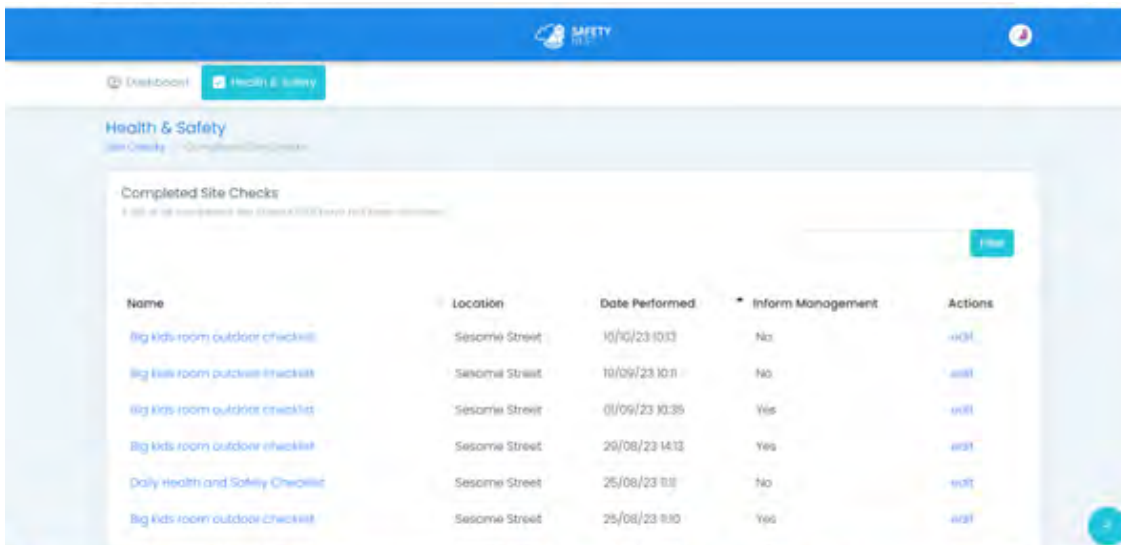 SAFETY
Dashboard Health & Safety
Health & Safety
Site Checks Completed Site Checks
Completed Site Checks
Filter
Name Location Date Performed Inform Management Actions
Big kids room outdoor checklist Sesame Street 10/10/23 10:13 No edit
Big kids room outdoor checklist Sesame Street 19/09/23 10:11 No edit
Big kids room outdoor checklist Sesame Street 01/09/23 10:35 Yes edit
Big kids room outdoor checklist Sesame Street 29/08/23 14:13 Yes edit
Daily Health and Safety Checklist Sesame Street 25/08/23 11:11 No edit
Big kids room outdoor checklist Sesame Street 25/08/23 11:10 Yes edit